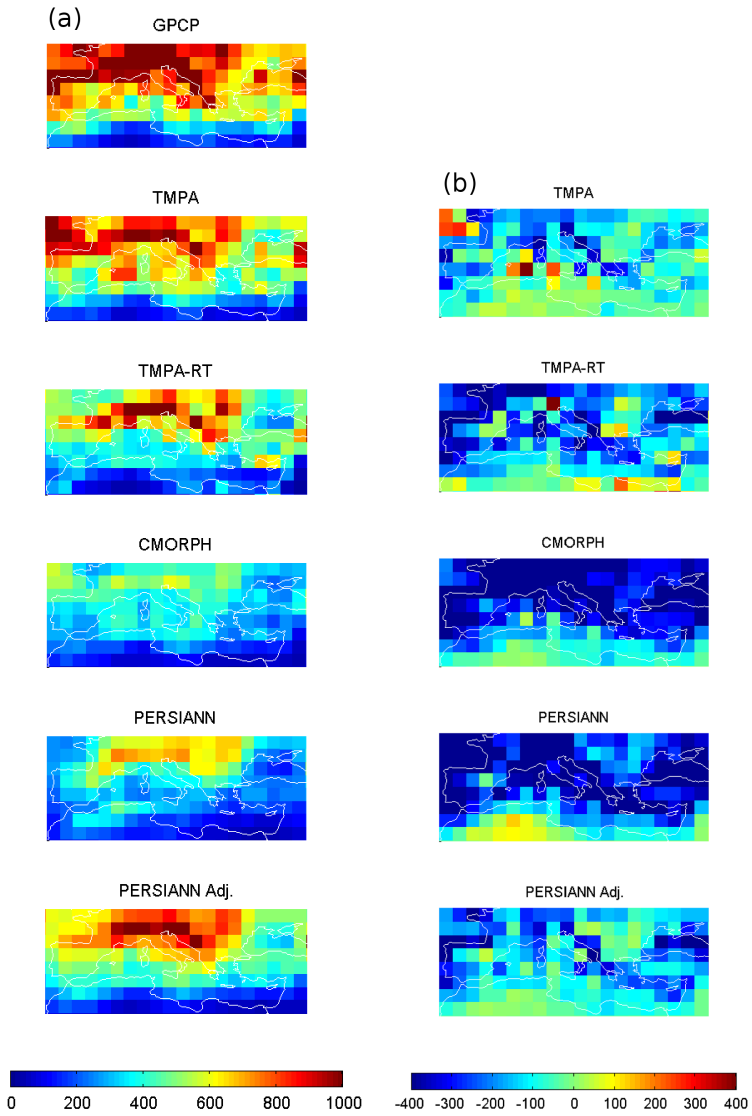 (a)
GPCP
TMPA
TMPA-RT
CMORPH
PERSIANN
PERSIANN Adj.
0 200 400 600 800 1000
(b)
TMPA
TMPA-RT
CMORPH
PERSIANN
PERSIANN Adj.
-400 -300 -200 -100 0 100 200 300 400